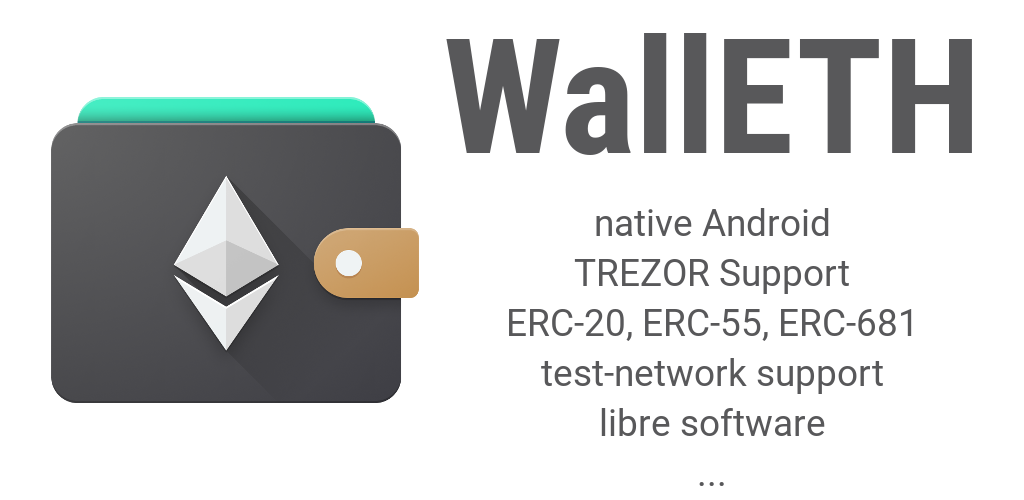 WallETH
native Android
TREZOR Support
ERC-20, ERC-55, ERC-681
test-network support
libre software
...